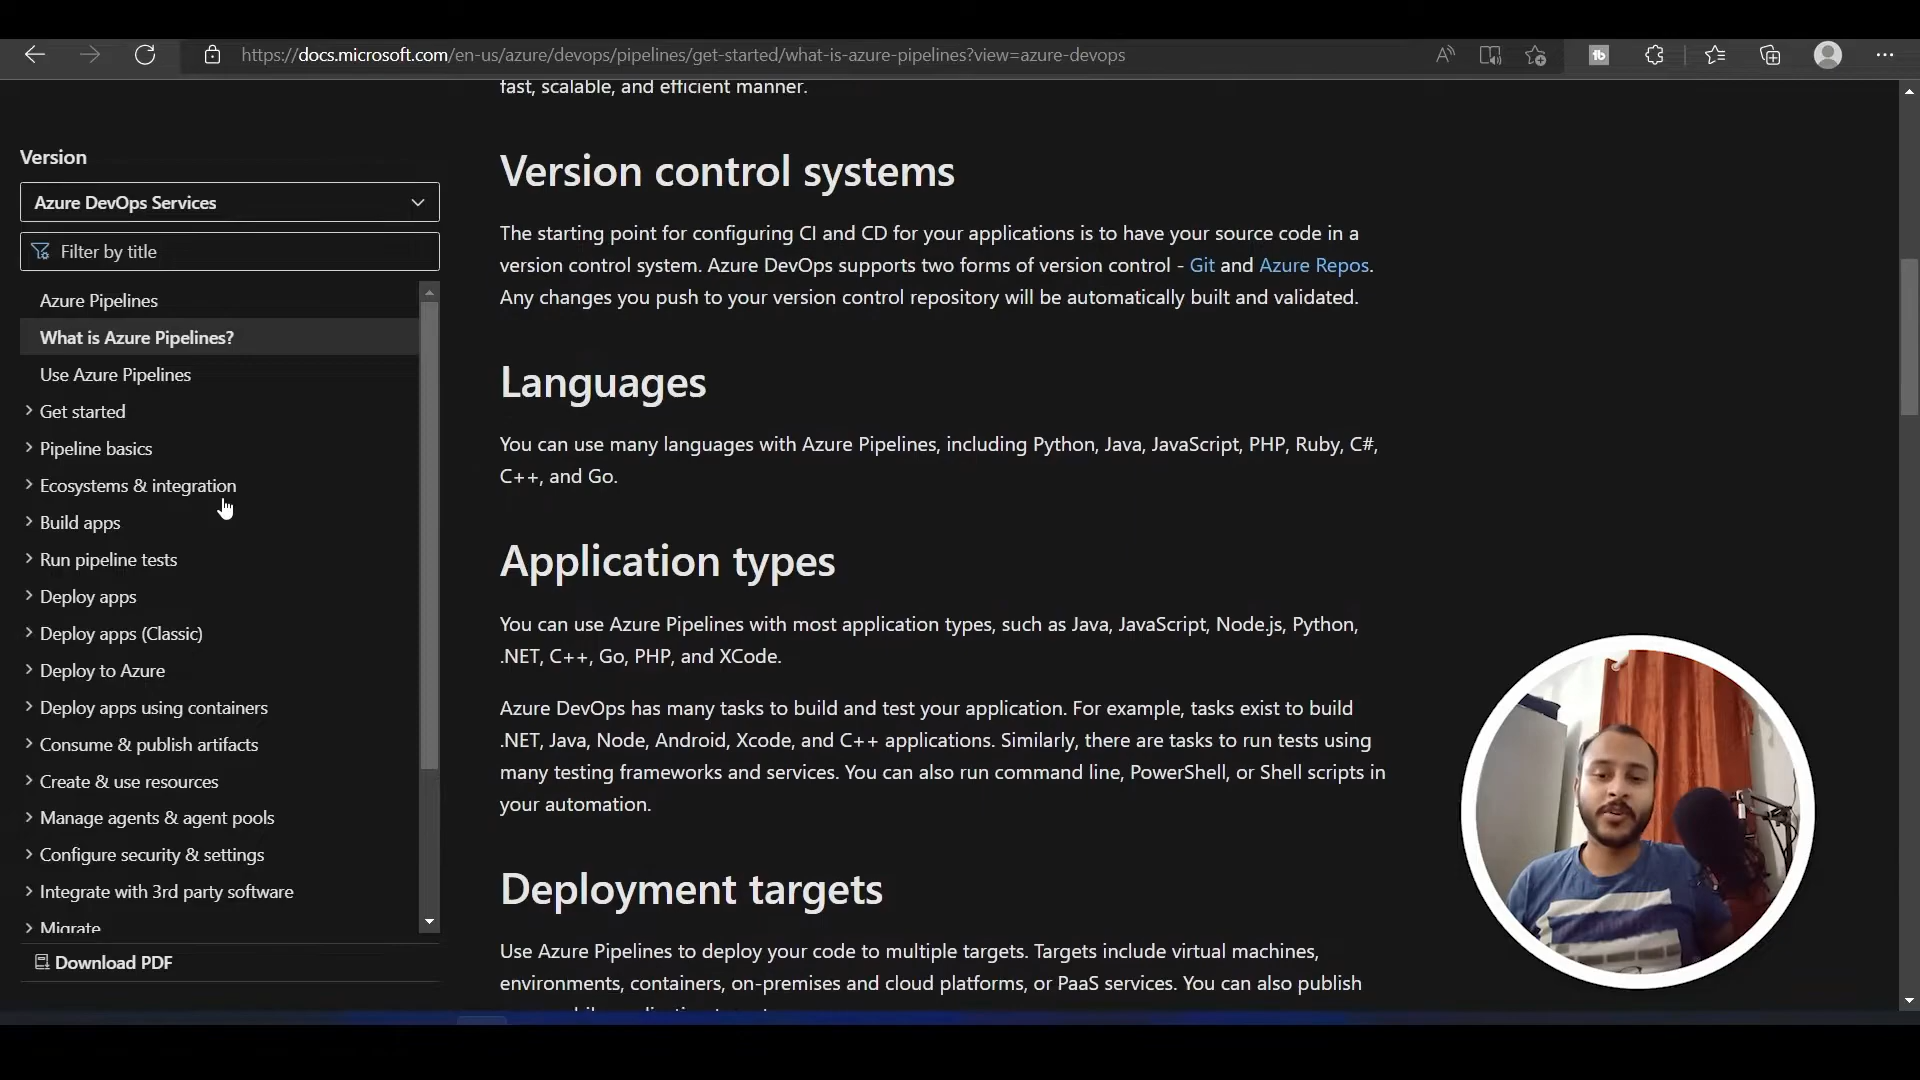 https://docs.microsoft.com/en-us/azure/devops/pipelines/get-started/what-is-azure-pipelines?view=azure-devops
fast, scalable, and efficient manner.
Version
Azure DevOps Services
Filter by title
Azure Pipelines
What is Azure Pipelines?
Use Azure Pipelines
Get started
Pipeline basics
Ecosystems & integration
Build apps
Run pipeline tests
Deploy apps
Deploy apps (Classic)
Deploy to Azure
Deploy apps using containers
Consume & publish artifacts
Create & use resources
Manage agents & agent pools
Configure security & settings
Integrate with 3rd party software
Migrate
Download PDF
Version control systems
The starting point for configuring CI and CD for your applications is to have your source code in a
version control system. Azure DevOps supports two forms of version control - Git and Azure Repos.
Any changes you push to your version control repository will be automatically built and validated.
Languages
You can use many languages with Azure Pipelines, including Python, Java, JavaScript, PHP, Ruby, C#,
C++, and Go.
Application types
You can use Azure Pipelines with most application types, such as Java, JavaScript, Node.js, Python,
.NET, C++, Go, PHP, and XCode.
Azure DevOps has many tasks to build and test your application. For example, tasks exist to build
.NET, Java, Node, Android, Xcode, and C++ applications. Similarly, there are tasks to run tests using
many testing frameworks and services. You can also run command line, PowerShell, or Shell scripts in
your automation.
Deployment targets
Use Azure Pipelines to deploy your code to multiple targets. Targets include virtual machines,
environments, containers, on-premises and cloud platforms, or PaaS services. You can also publish